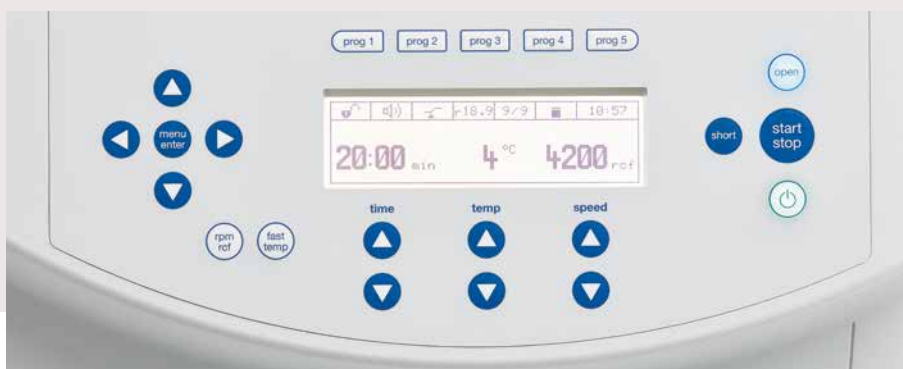 prog 1 prog 2 prog 3 prog 4 prog 5
open
r18.9 9/9 10:57
menu
enter
short
start
stop
20:00 min 4 °C 4200 rcf
time temp speed
rpm
rcf
fast
temp